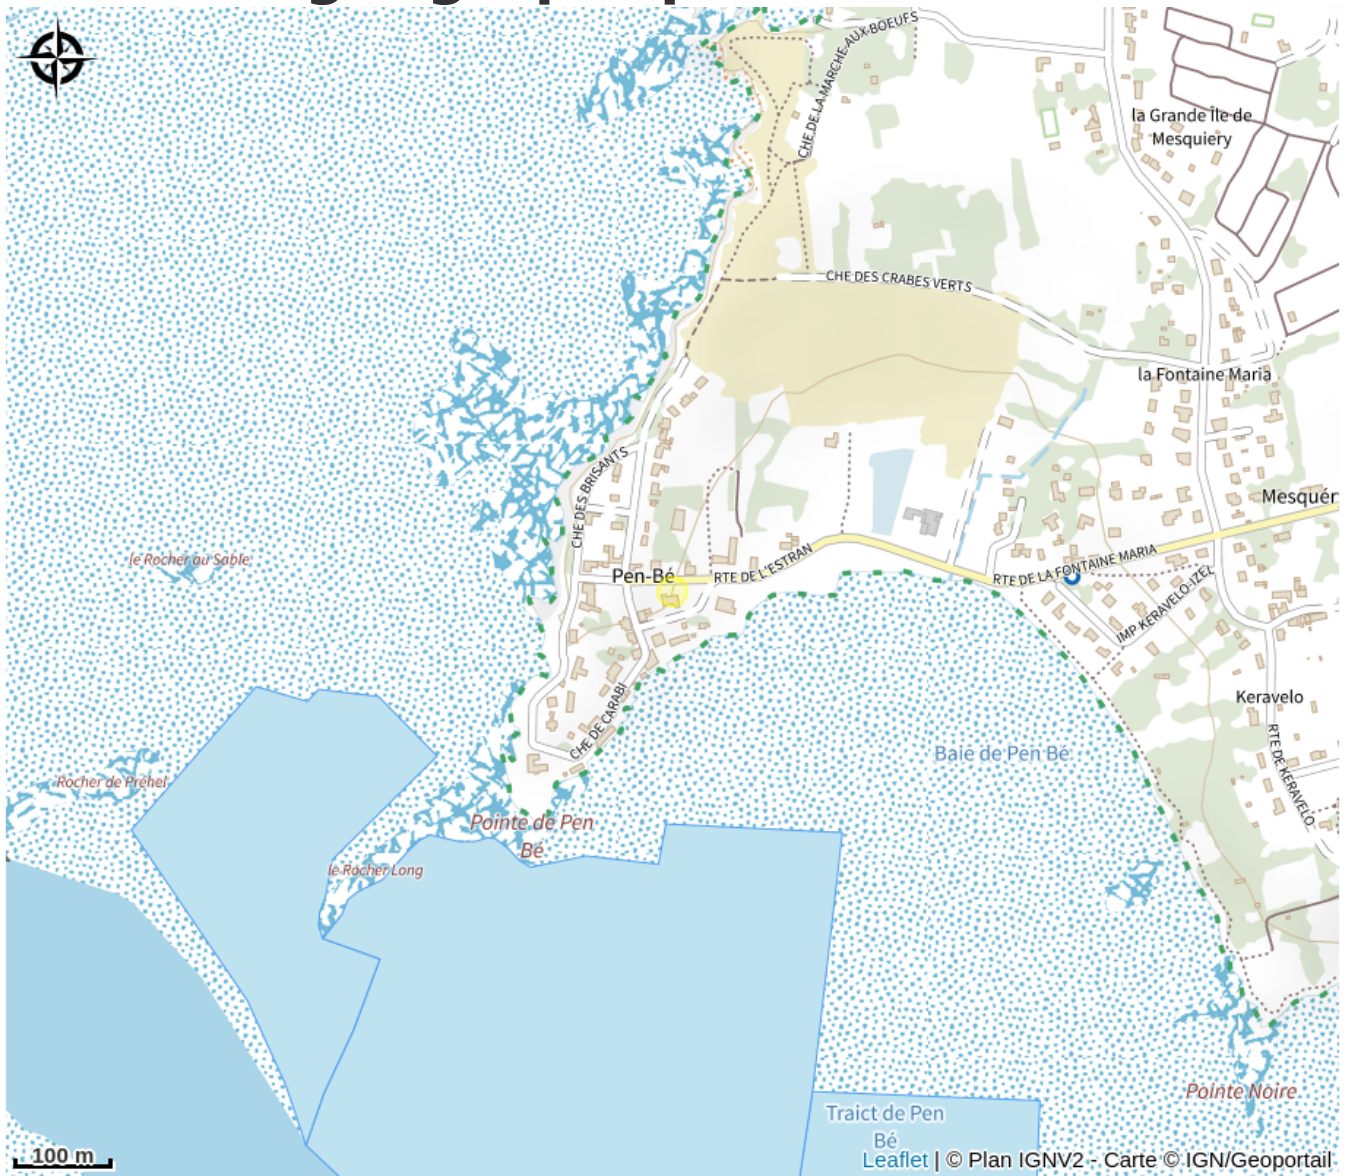 CHE DE LA MARCHE AUX BOEUFS
la Grande Île de
Mesquiery
CHE DES CRABES VERTS
la Fontaine Maria
CHE DES BRISANTS
Mesquér
le Rocher au Sable
Pen-Bé
RTE DE L'ESTRAN
RTE DE LA FONTAINE MARIA
IMP KERAVELO-IZEL
Keravelo
CHE DE CARABI
RTE DE KERAVELO
Baie de Pen Bé
Rocher de Préhel
Pointe de Pen
Bé
le Rocher Long
Pointe Noire
Traict de Pen
Bé
100 m
Leaflet | © Plan IGNV2 - Carte © IGN/Geoportail